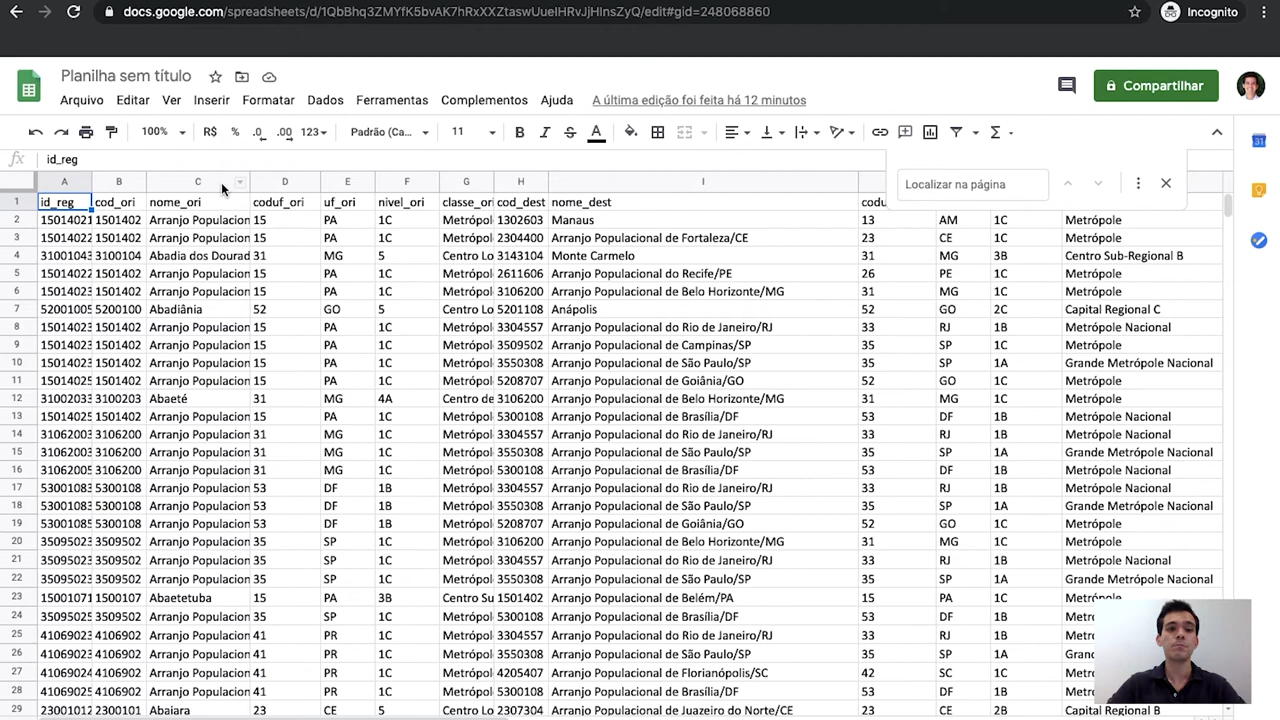 docs.google.com/spreadsheets/d/1QbBhq3ZMYfK5bvAK7hRxXXZtaswUueIHRvJjHInsZyQ/edit#gid=248068860 Incognito
Planilha sem título
Compartilhar
Arquivo Editar Ver Inserir Formatar Dados Ferramentas Complementos Ajuda A última edição foi feita há 12 minutos
100% R$ % .0 .00 123 Padrão (Ca... 11 B I S A
fx id_reg
Localizar na página
A B C D E F G H I
1 id_reg cod_ori nome_ori coduf_ori uf_ori nivel_ori classe_ori cod_dest nome_dest
2 15014021 1501402 Arranjo Populacion 15 PA 1C Metrópol 1302603 Manaus 13 AM 1C Metrópole
3 15014022 1501402 Arranjo Populacion 15 PA 1C Metrópol 2304400 Arranjo Populacional de Fortaleza/CE 23 CE 1C Metrópole
4 31001043 3100104 Abadia dos Dourad 31 MG 5 Centro Lo 3143104 Monte Carmelo 31 MG 3B Centro Sub-Regional B
5 15014022 1501402 Arranjo Populacion 15 PA 1C Metrópol 2611606 Arranjo Populacional do Recife/PE 26 PE 1C Metrópole
6 15014023 1501402 Arranjo Populacion 15 PA 1C Metrópol 3106200 Arranjo Populacional de Belo Horizonte/MG 31 MG 1C Metrópole
7 52001005 5200100 Abadiânia 52 GO 5 Centro Lo 5201108 Anápolis 52 GO 2C Capital Regional C
8 15014023 1501402 Arranjo Populacion 15 PA 1C Metrópol 3304557 Arranjo Populacional do Rio de Janeiro/RJ 33 RJ 1B Metrópole Nacional
9 15014023 1501402 Arranjo Populacion 15 PA 1C Metrópol 3509502 Arranjo Populacional de Campinas/SP 35 SP 1C Metrópole
10 15014023 1501402 Arranjo Populacion 15 PA 1C Metrópol 3550308 Arranjo Populacional de São Paulo/SP 35 SP 1A Grande Metrópole Nacional
11 15014025 1501402 Arranjo Populacion 15 PA 1C Metrópol 5208707 Arranjo Populacional de Goiânia/GO 52 GO 1C Metrópole
12 31002033 3100203 Abaeté 31 MG 4A Centro de 3106200 Arranjo Populacional de Belo Horizonte/MG 31 MG 1C Metrópole
13 15014025 1501402 Arranjo Populacion 15 PA 1C Metrópol 5300108 Arranjo Populacional de Brasília/DF 53 DF 1B Metrópole Nacional
14 31062003 3106200 Arranjo Populacion 31 MG 1C Metrópol 3304557 Arranjo Populacional do Rio de Janeiro/RJ 33 RJ 1B Metrópole Nacional
15 31062003 3106200 Arranjo Populacion 31 MG 1C Metrópol 3550308 Arranjo Populacional de São Paulo/SP 35 SP 1A Grande Metrópole Nacional
16 31062005 3106200 Arranjo Populacion 31 MG 1C Metrópol 5300108 Arranjo Populacional de Brasília/DF 53 DF 1B Metrópole Nacional
17 53001083 5300108 Arranjo Populacion 53 DF 1B Metrópol 3304557 Arranjo Populacional do Rio de Janeiro/RJ 33 RJ 1B Metrópole Nacional
18 53001083 5300108 Arranjo Populacion 53 DF 1B Metrópol 3550308 Arranjo Populacional de São Paulo/SP 35 SP 1A Grande Metrópole Nacional
19 53001085 5300108 Arranjo Populacion 53 DF 1B Metrópol 5208707 Arranjo Populacional de Goiânia/GO 52 GO 1C Metrópole
20 35095023 3509502 Arranjo Populacion 35 SP 1C Metrópol 3106200 Arranjo Populacional de Belo Horizonte/MG 31 MG 1C Metrópole
21 35095023 3509502 Arranjo Populacion 35 SP 1C Metrópol 3304557 Arranjo Populacional do Rio de Janeiro/RJ 33 RJ 1B Metrópole Nacional
22 35095023 3509502 Arranjo Populacion 35 SP 1C Metrópol 3550308 Arranjo Populacional de São Paulo/SP 35 SP 1A Grande Metrópole Nacional
23 15001071 1500107 Abaetetuba 15 PA 3B Centro Su 1501402 Arranjo Populacional de Belém/PA 15 PA 1C Metrópole
24 35095025 3509502 Arranjo Populacion 35 SP 1C Metrópol 5300108 Arranjo Populacional de Brasília/DF 53 DF 1B
25 41069023 4106902 Arranjo Populacion 41 PR 1C Metrópol 3304557 Arranjo Populacional do Rio de Janeiro/RJ 33 RJ 1B
26 41069023 4106902 Arranjo Populacion 41 PR 1C Metrópol 3550308 Arranjo Populacional de São Paulo/SP 35 SP 1A
27 41069024 4106902 Arranjo Populacion 41 PR 1C Metrópol 4205407 Arranjo Populacional de Florianópolis/SC 42 SC 1C
28 41069025 4106902 Arranjo Populacion 41 PR 1C Metrópol 5300108 Arranjo Populacional de Brasília/DF 53 DF 1B
29 23001012 2300101 Abaiara 23 CE 5 Centro Lo 2307304 Arranjo Populacional de Juazeiro do Norte/CE 23 CE 2B Capital Regional B